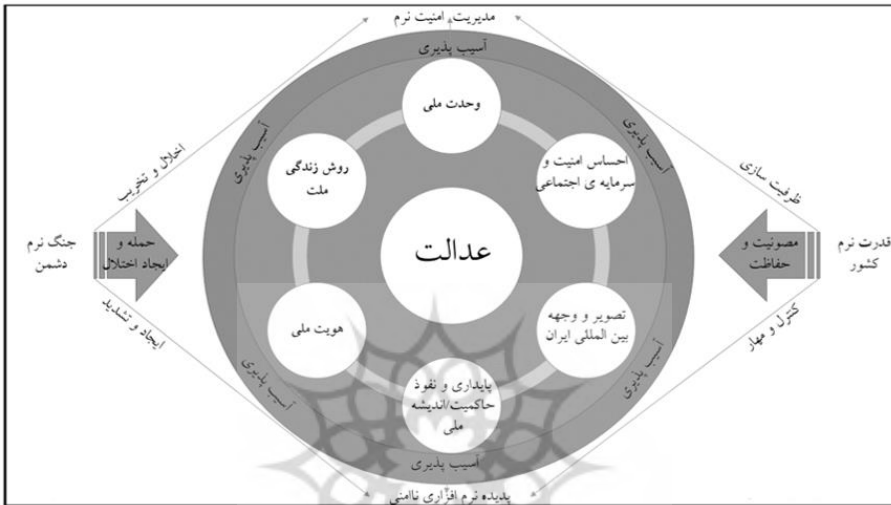 مدیریت امنیت نرم
آسیب پذیری
وحدت ملی
احساس امنیت و
سرمایه ی اجتماعی
آسیب پذیری
ظرفیت سازی
قدرت نرم
کشور
مصونیت و
حفاظت
کنترل و مهار
تصویر و وجهه
بین المللی ایران
آسیب پذیری
عدالت
روش زندگی
ملت
آسیب پذیری
اخلال و تخریب
حمله و
ایجاد اختلال
جنگ نرم
دشمن
ایجاد و تشدید
هویت ملی
آسیب پذیری
پایداری و نفوذ
حاکمیت/اندیشه
ملی
آسیب پذیری
پدیده نرم افزاری ناامنی